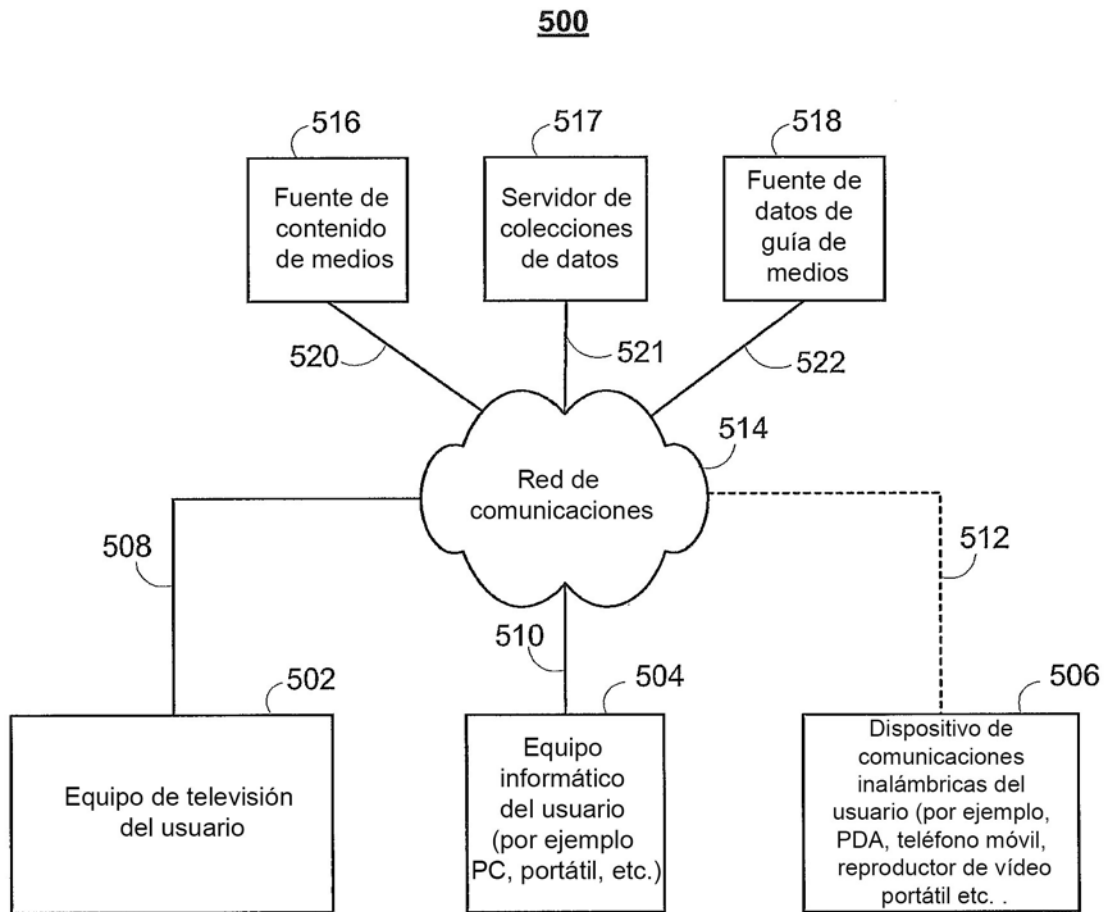 500
516
517
518
Fuente de
contenido
de medios
Servidor de
colecciones
de datos
Fuente de
datos de
guía de
medios
520
521
522
514
Red de
comunicaciones
508
512
510
502
504
506
Equipo de televisión
del usuario
Equipo
informático
del usuario
(por ejemplo
PC, portátil, etc.)
Dispositivo de
comunicaciones
inalámbricas del
usuario (por ejemplo,
PDA, teléfono móvil,
reproductor de vídeo
portátil etc. .